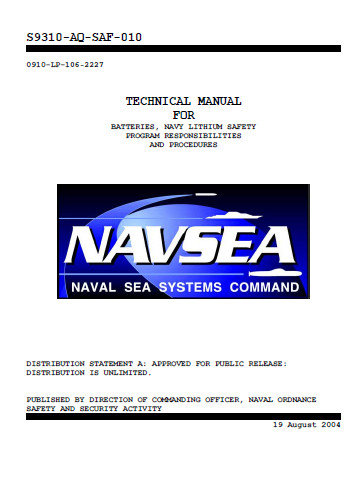 S9310-AQ-SAF-010
0910-LP-106-2227
TECHNICAL MANUAL
FOR
BATTERIES, NAVY LITHIUM SAFETY
PROGRAM RESPONSIBILITIES
AND PROCEDURES
NAVSEA
NAVAL SEA SYSTEMS COMMAND
DISTRIBUTION STATEMENT A: APPROVED FOR PUBLIC RELEASE:
DISTRIBUTION IS UNLIMITED.
PUBLISHED BY DIRECTION OF COMMANDING OFFICER, NAVAL ORDNANCE
SAFETY AND SECURITY ACTIVITY
19 August 2004